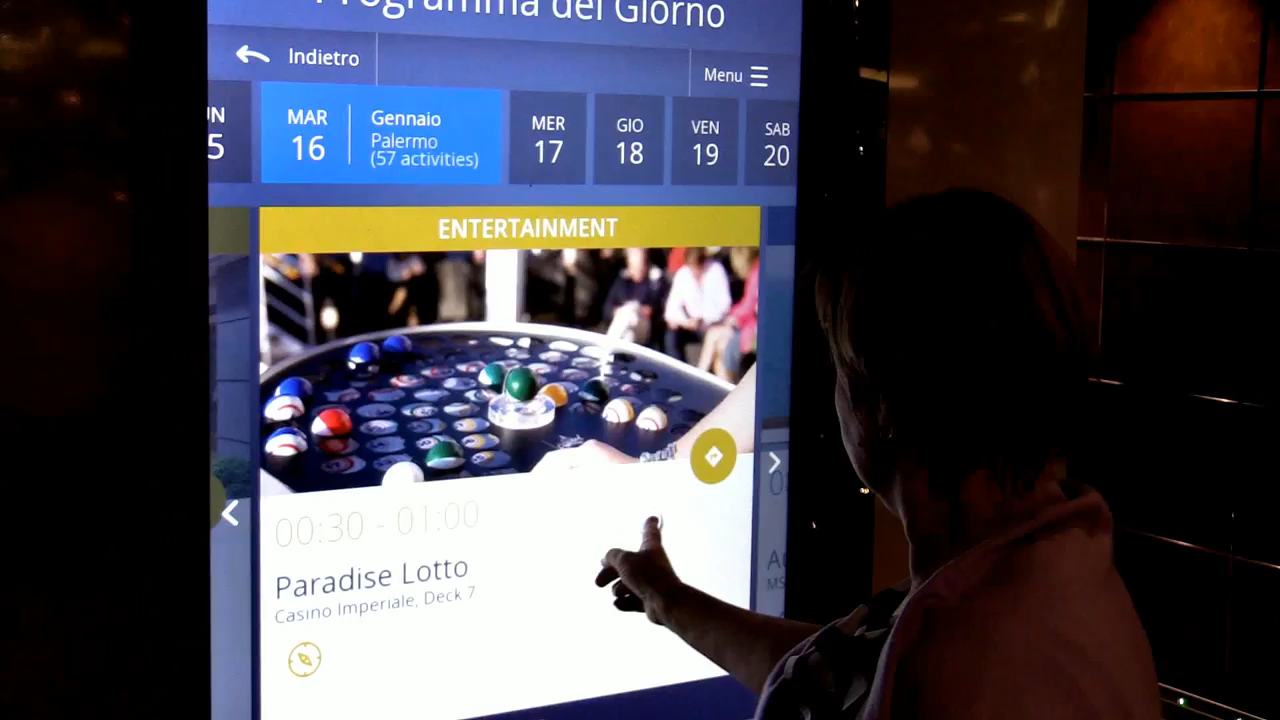 Programma del Giorno
Indietro
Menu
MAR
16
Gennaio
Palermo
(57 activities)
MER
17
GIO
18
VEN
19
SAB
20
ENTERTAINMENT
00:30 - 01:00
Paradise Lotto
Casino Imperiale, Deck 7